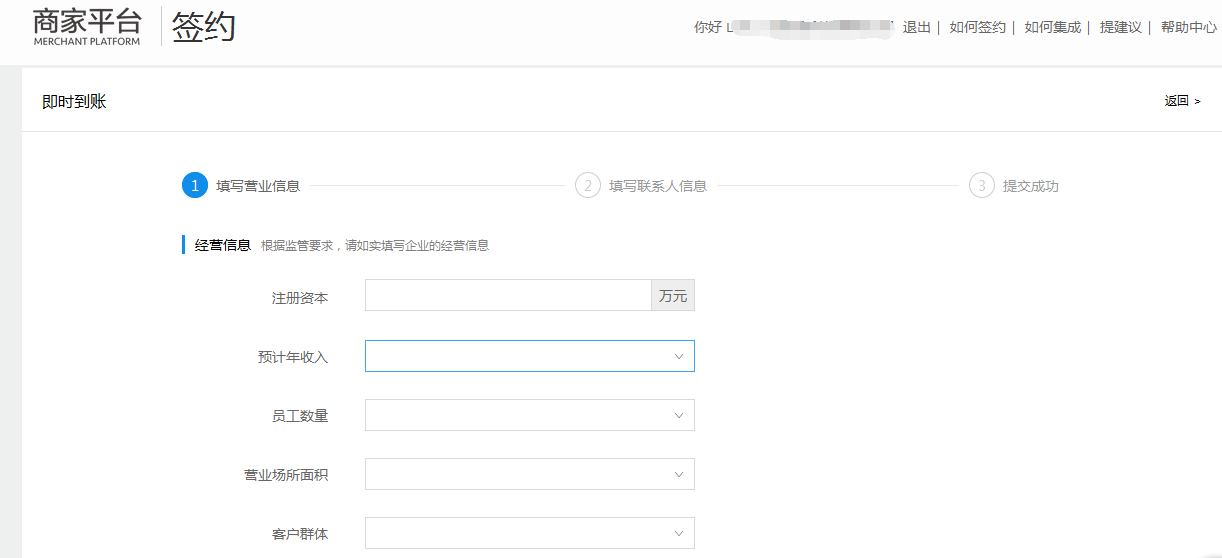 商家平台 签约
MERCHANT PLATFORM
你好 退出 | 如何签约 | 如何集成 | 提建议 | 帮助中心
即时到账 返回 >
1 填写营业信息 2 填写联系人信息 3 提交成功
经营信息 根据监管要求，请如实填写企业的经营信息
注册资本 万元
预计年收入
员工数量
营业场所面积
客户群体